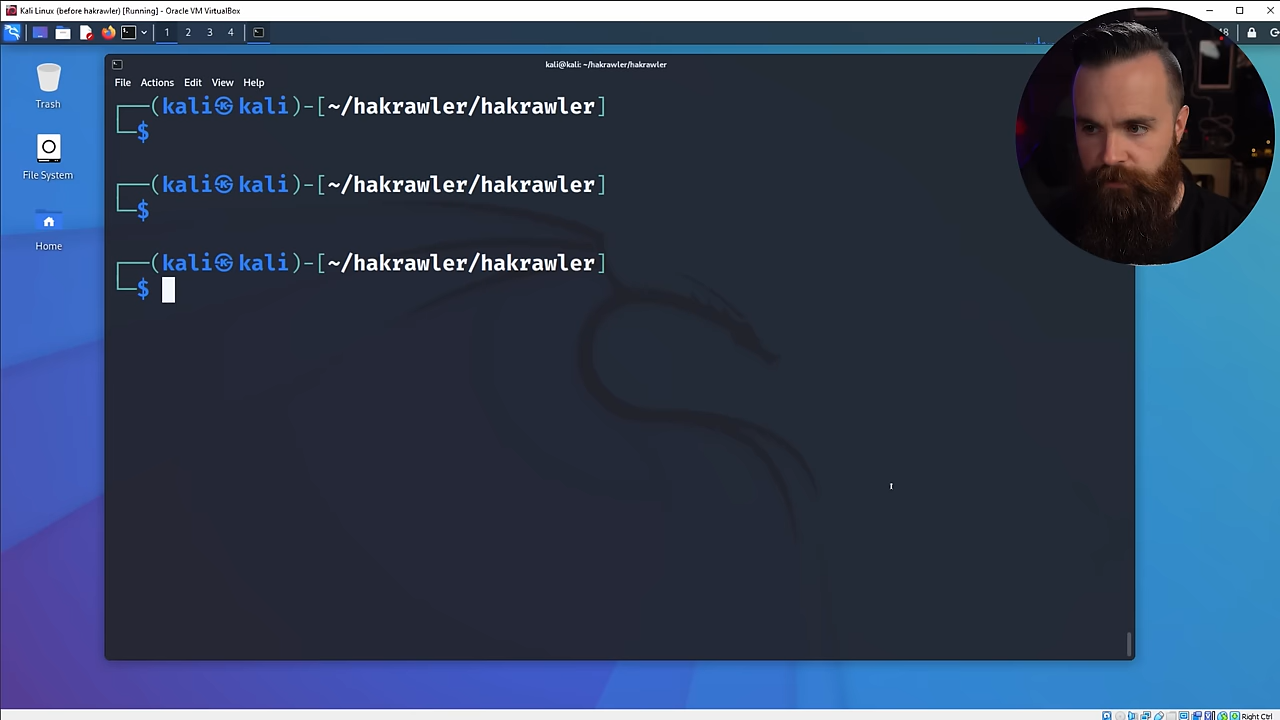 Kali Linux (before hakrawler) [Running] - Oracle VM VirtualBox
1 2 3 4
kali@kali: ~/hakrawler/hakrawler
File Actions Edit View Help
Trash
File System
Home
┌──(kali㉿kali)-[~/hakrawler/hakrawler]
└─$
┌──(kali㉿kali)-[~/hakrawler/hakrawler]
└─$
┌──(kali㉿kali)-[~/hakrawler/hakrawler]
└─$
Right Ctrl